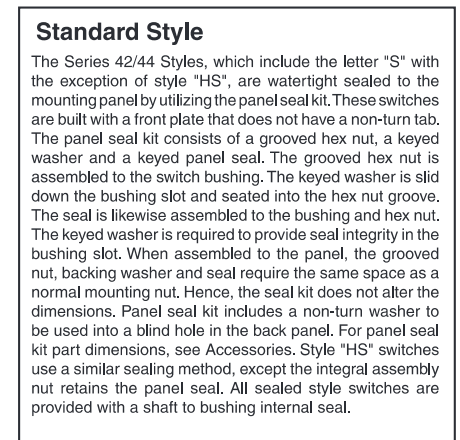 Standard Style
The Series 42/44 Styles, which include the letter "S" with
the exception of style "HS", are watertight sealed to the
mounting panel by utilizing the panel seal kit. These switches
are built with a front plate that does not have a non-turn tab.
The panel seal kit consists of a grooved hex nut, a keyed
washer and a keyed panel seal. The grooved hex nut is
assembled to the switch bushing. The keyed washer is slid
down the bushing slot and seated into the hex nut groove.
The seal is likewise assembled to the bushing and hex nut.
The keyed washer is required to provide seal integrity in the
bushing slot. When assembled to the panel, the grooved
nut, backing washer and seal require the same space as a
normal mounting nut. Hence, the seal kit does not alter the
dimensions. Panel seal kit includes a non-turn washer to
be used into a blind hole in the back panel. For panel seal
kit part dimensions, see Accessories. Style "HS" switches
use a similar sealing method, except the integral assembly
nut retains the panel seal. All sealed style switches are
provided with a shaft to bushing internal seal.